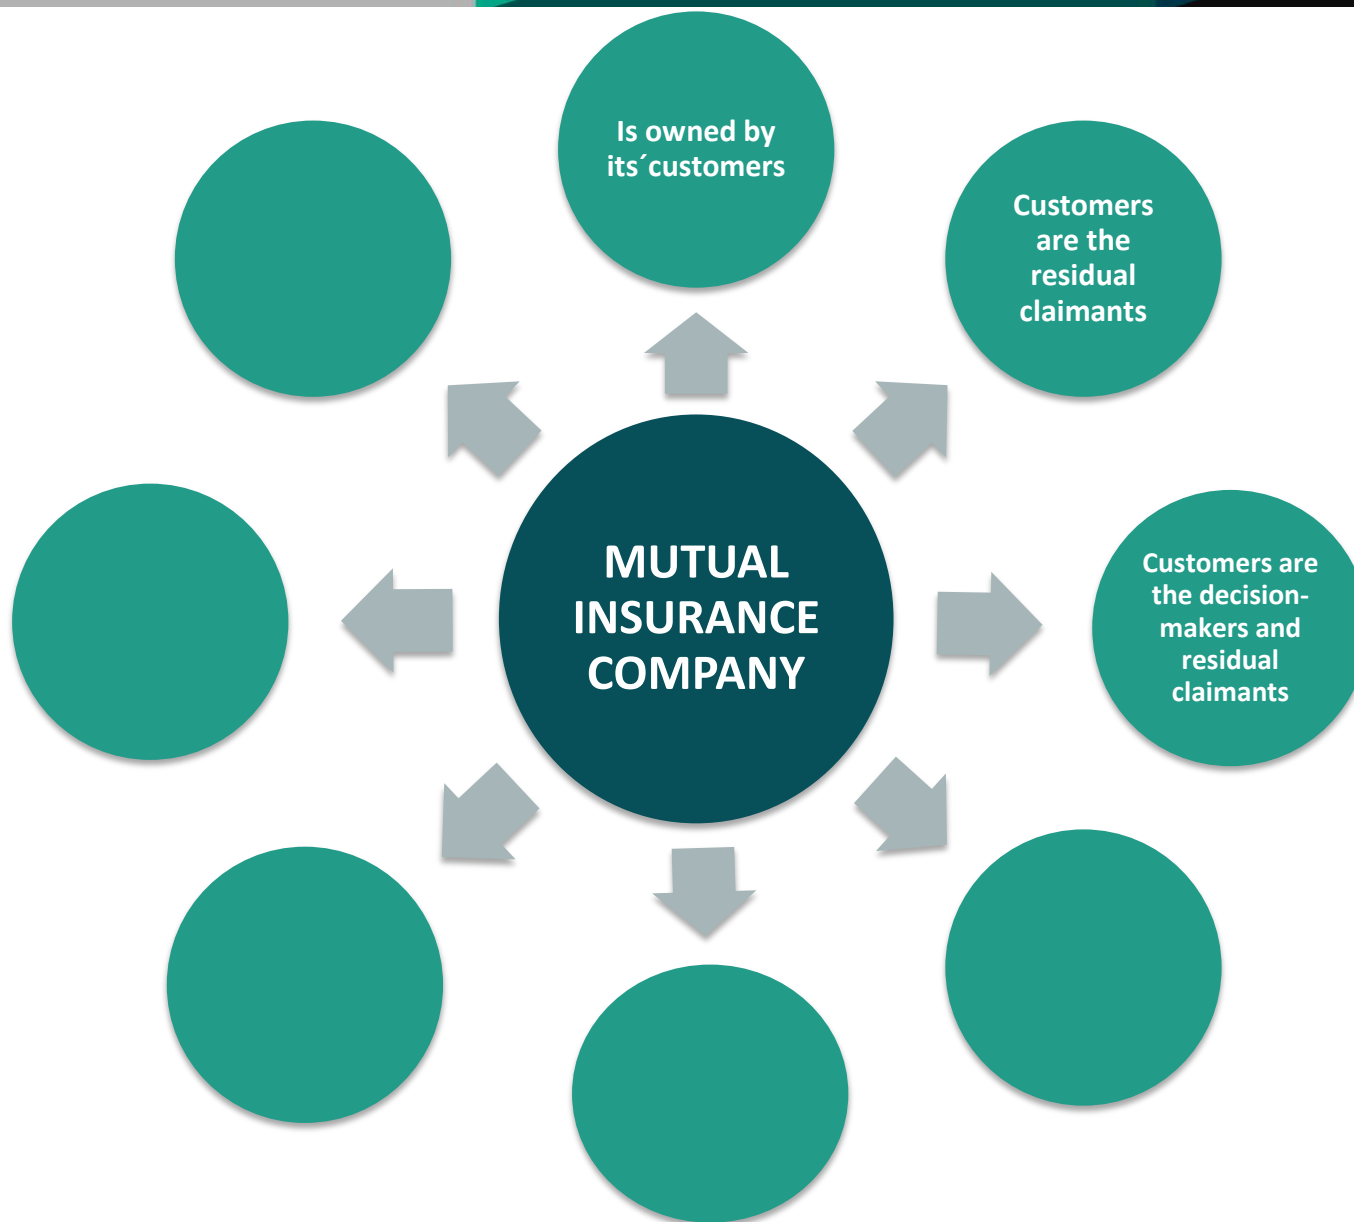 Is owned by
its´customers
Customers
are the
residual
claimants
MUTUAL
INSURANCE
COMPANY
Customers are
the decision-
makers and
residual
claimants